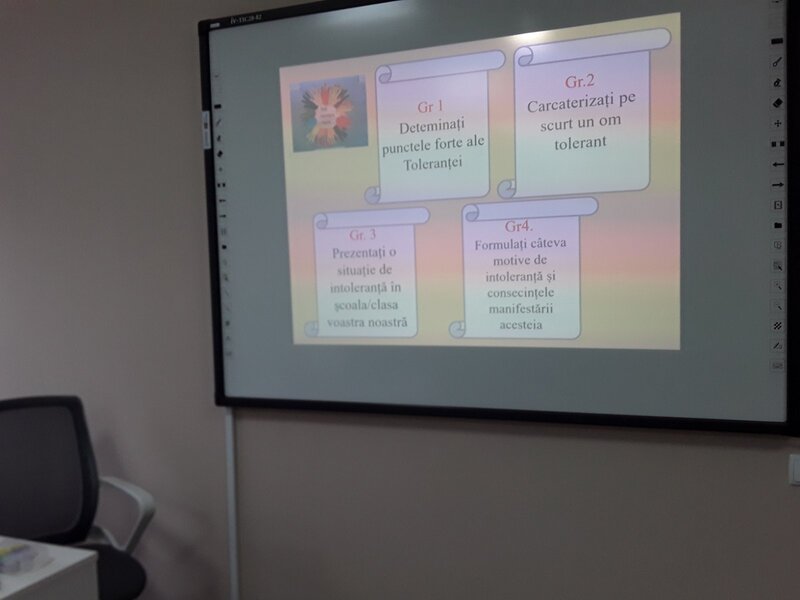 Gr 1
Deteminați
punctele forte ale
Toleranței
Gr.2
Carcaterizați pe
scurt un om
tolerant
Gr. 3
Prezentați o
situație de
intoleranță în
școala/clasa
voastra noastră
Gr4.
Formulați câteva
motive de
intoleranță și
consecințele
manifestării
acesteia